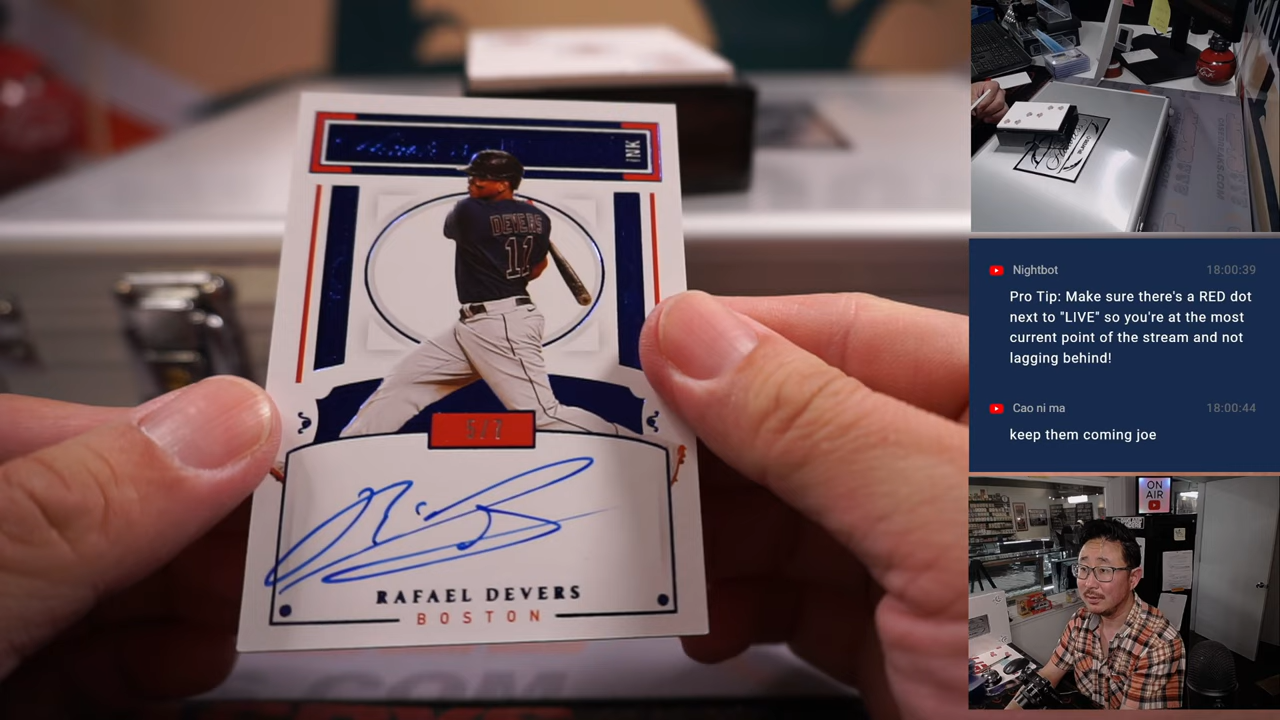 INK
DEVERS
11
5/7
RAFAEL DEVERS
BOSTON
Nightbot 18:00:39
Pro Tip: Make sure there's a RED dot
next to "LIVE" so you're at the most
current point of the stream and not
lagging behind!
Cao ni ma 18:00:44
keep them coming joe
ON
AIR